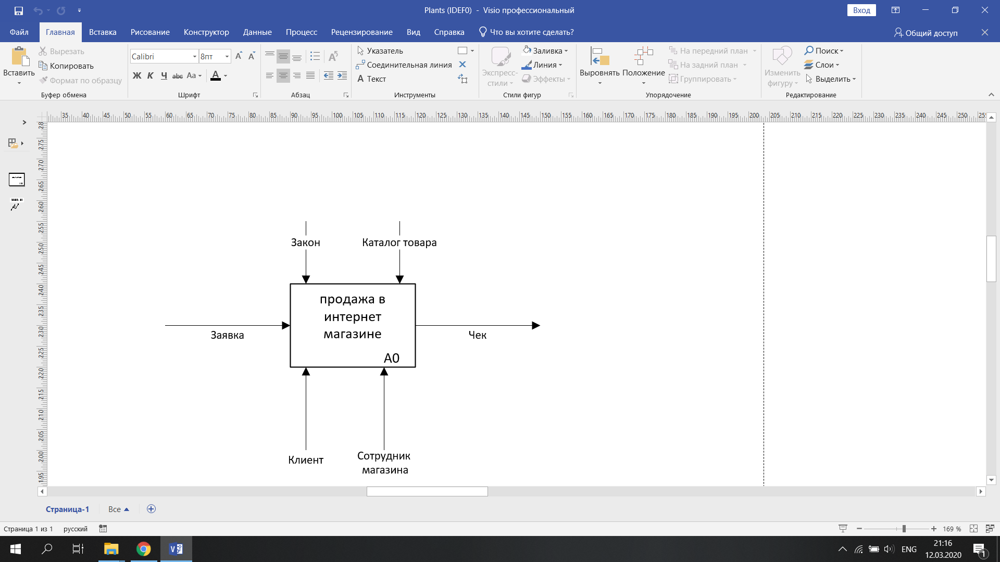 Plants (IDEF0) - Visio профессиональный
Вход
Файл Главная Вставка Рисование Конструктор Данные Процесс Рецензирование Вид Справка Что вы хотите сделать? Общий доступ
Вставить
Вырезать
Копировать
Формат по образцу
Буфер обмена
Calibri 8пт
Ж К Ч abc Aa A
Шрифт
Абзац
Указатель
Соединительная линия
A Текст
Инструменты
Экспресс-
стили
Заливка
Линия
Эффекты
Стили фигур
Выровнять
Положение
На передний план
На задний план
Группировать
Упорядочение
Изменить
фигуру
Поиск
Слои
Выделить
Редактирование
35 40 45 50 55 60 65 70 75 80 85 90 95 100 105 110 115 120 125 130 135 140 145 150 155 160 165 170 175 180 185 190 195 200 205 210 215 220 225 230 235 240 245 250 25
28 275 270 265 260 255 250 245 240 235 230 225 220 215 210 205 200 195
Закон
Каталог товара
продажа в
интернет
магазине
A0
Заявка
Чек
Клиент
Сотрудник
магазина
Страница-1 Все
Страница 1 из 1 русский
169 %
ENG
21:16
12.03.2020
1